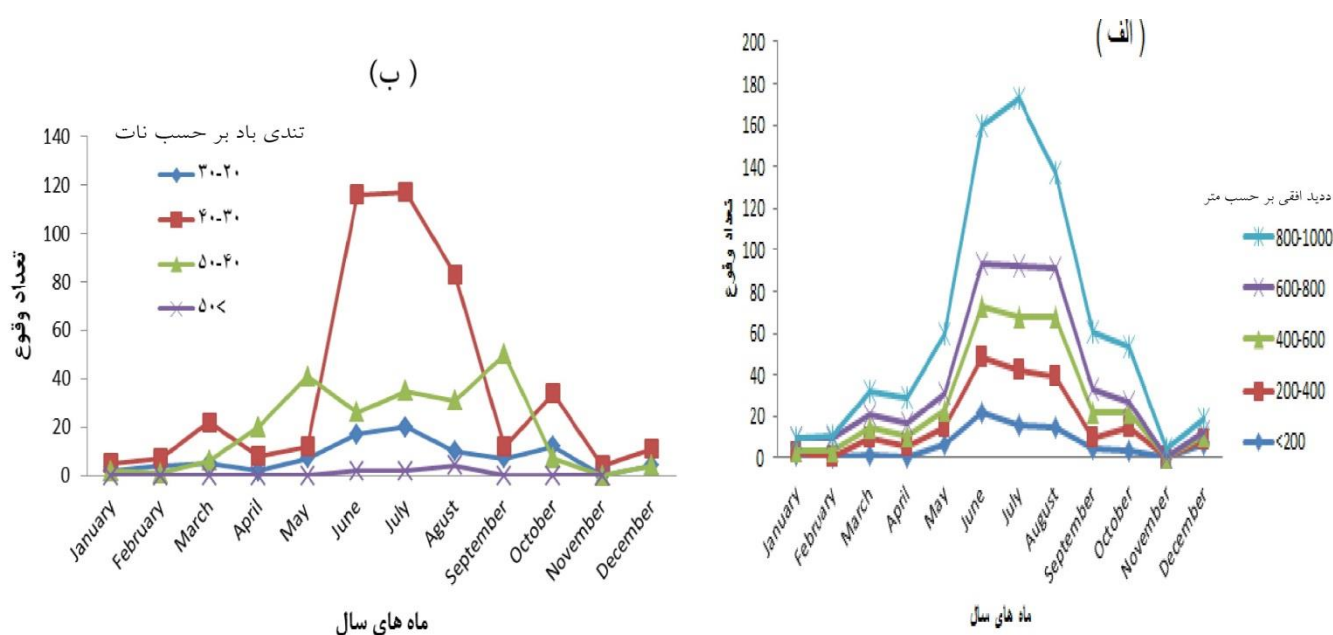 ( الف )
200
180
160
140
120
100
80
60
40
20
0
تعداد وقوع
January
February
March
April
May
June
July
August
September
October
November
December
ماه های سال
ددید افقی بر حسب متر
800-1000
600-800
400-600
200-400
<200
( ب)
تندی باد بر حسب نات
۳۰-۲۰
۴۰-۳۰
۵۰-۴۰
۵۰<
140
120
100
80
60
40
20
0
تعداد وقوع
January
February
March
April
May
June
July
Agust
September
October
November
December
ماه های سال